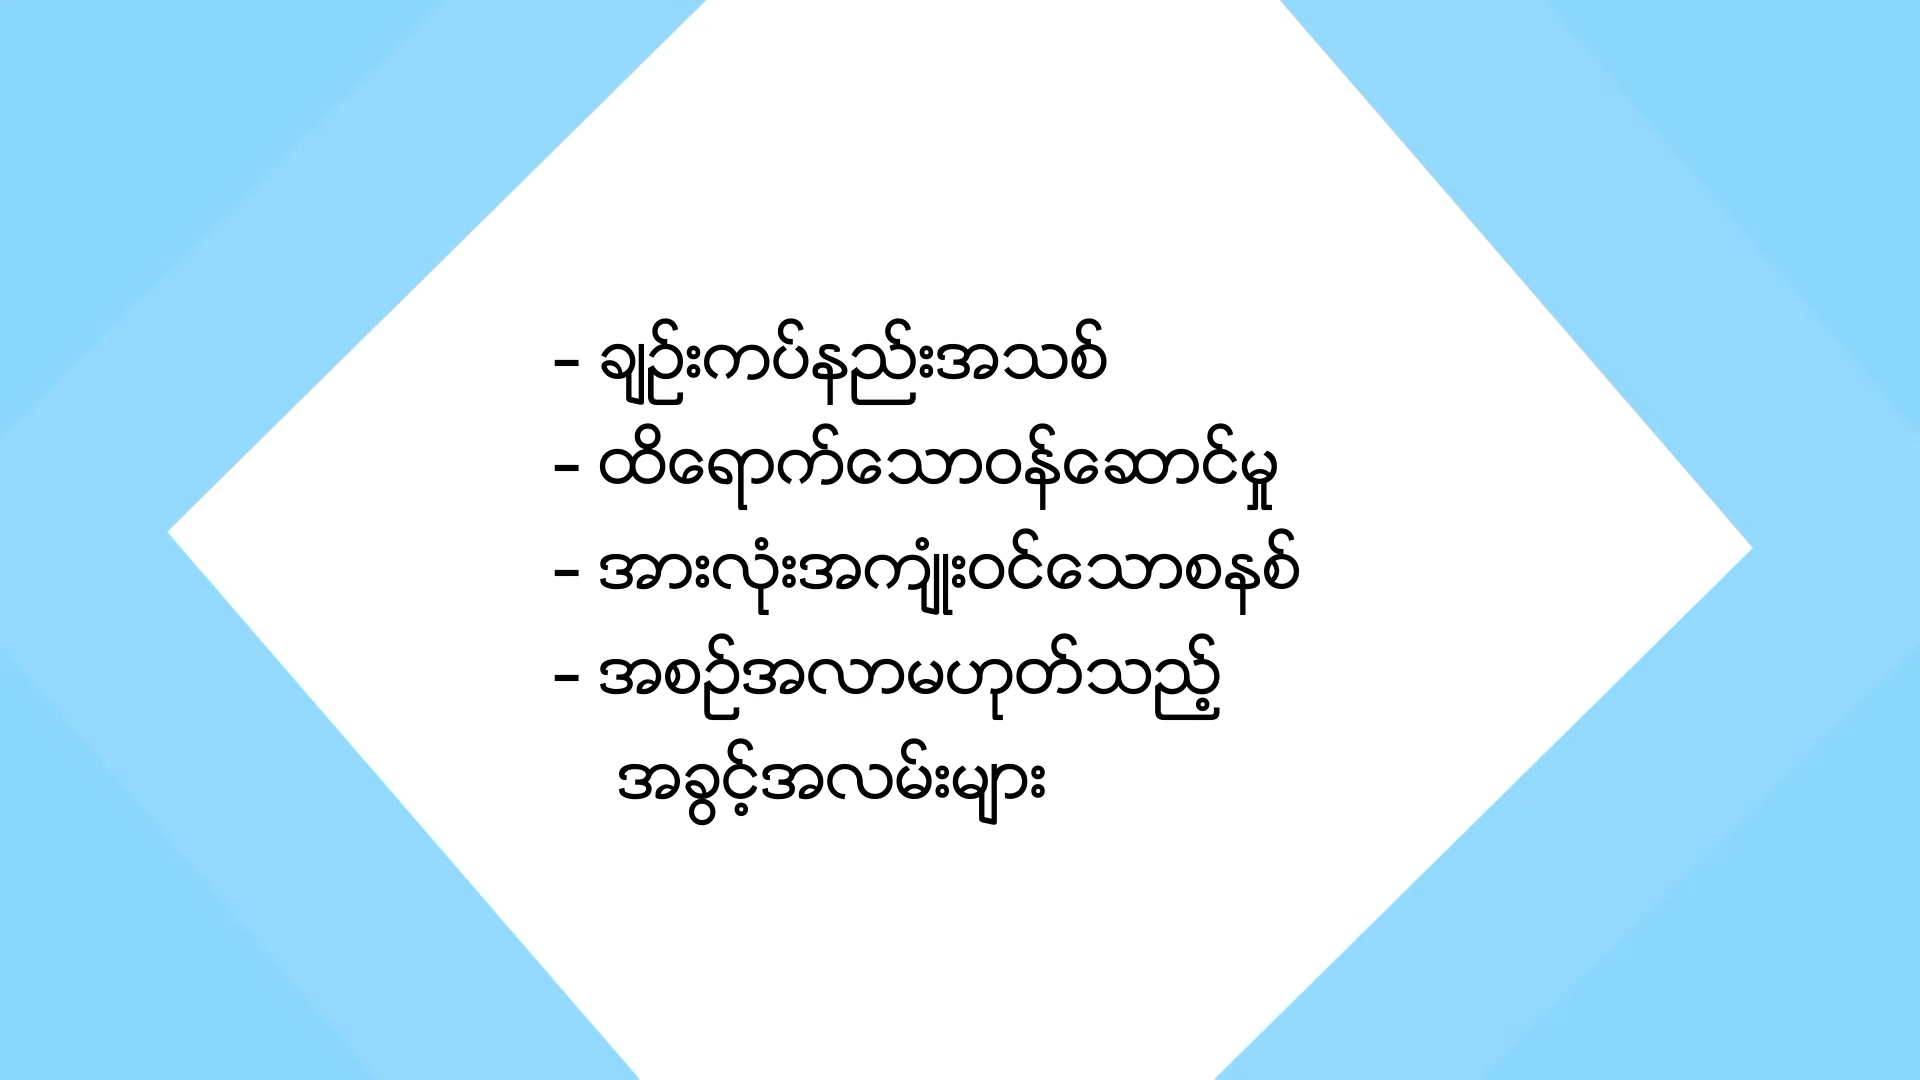 - ချဉ်းကပ်နည်းအသစ်
- ထိရောက်သောဝန်ဆောင်မှု
- အားလုံးအကျုံးဝင်သောစနစ်
- အစဉ်အလာမဟုတ်သည့်
အခွင့်အလမ်းများ